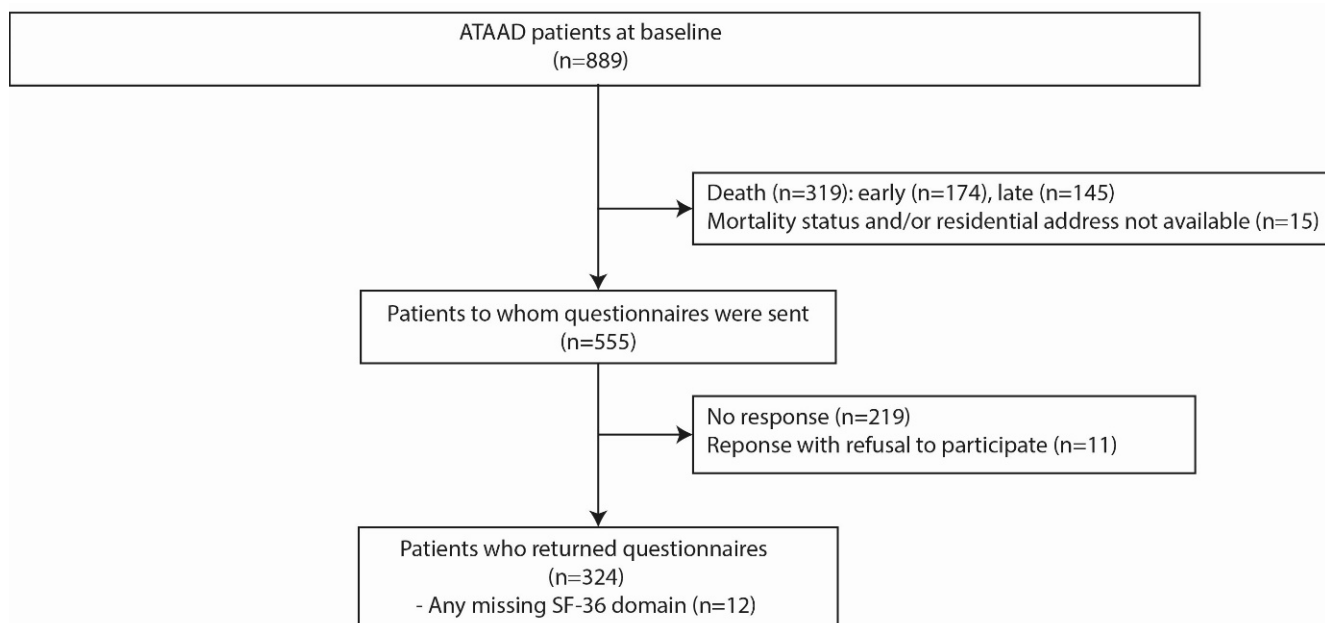 ATAAD patients at baseline
(n=889)
Death (n=319): early (n=174), late (n=145)
Mortality status and/or residential address not available (n=15)
Patients to whom questionnaires were sent
(n=555)
No response (n=219)
Reponse with refusal to participate (n=11)
Patients who returned questionnaires
(n=324)
- Any missing SF-36 domain (n=12)